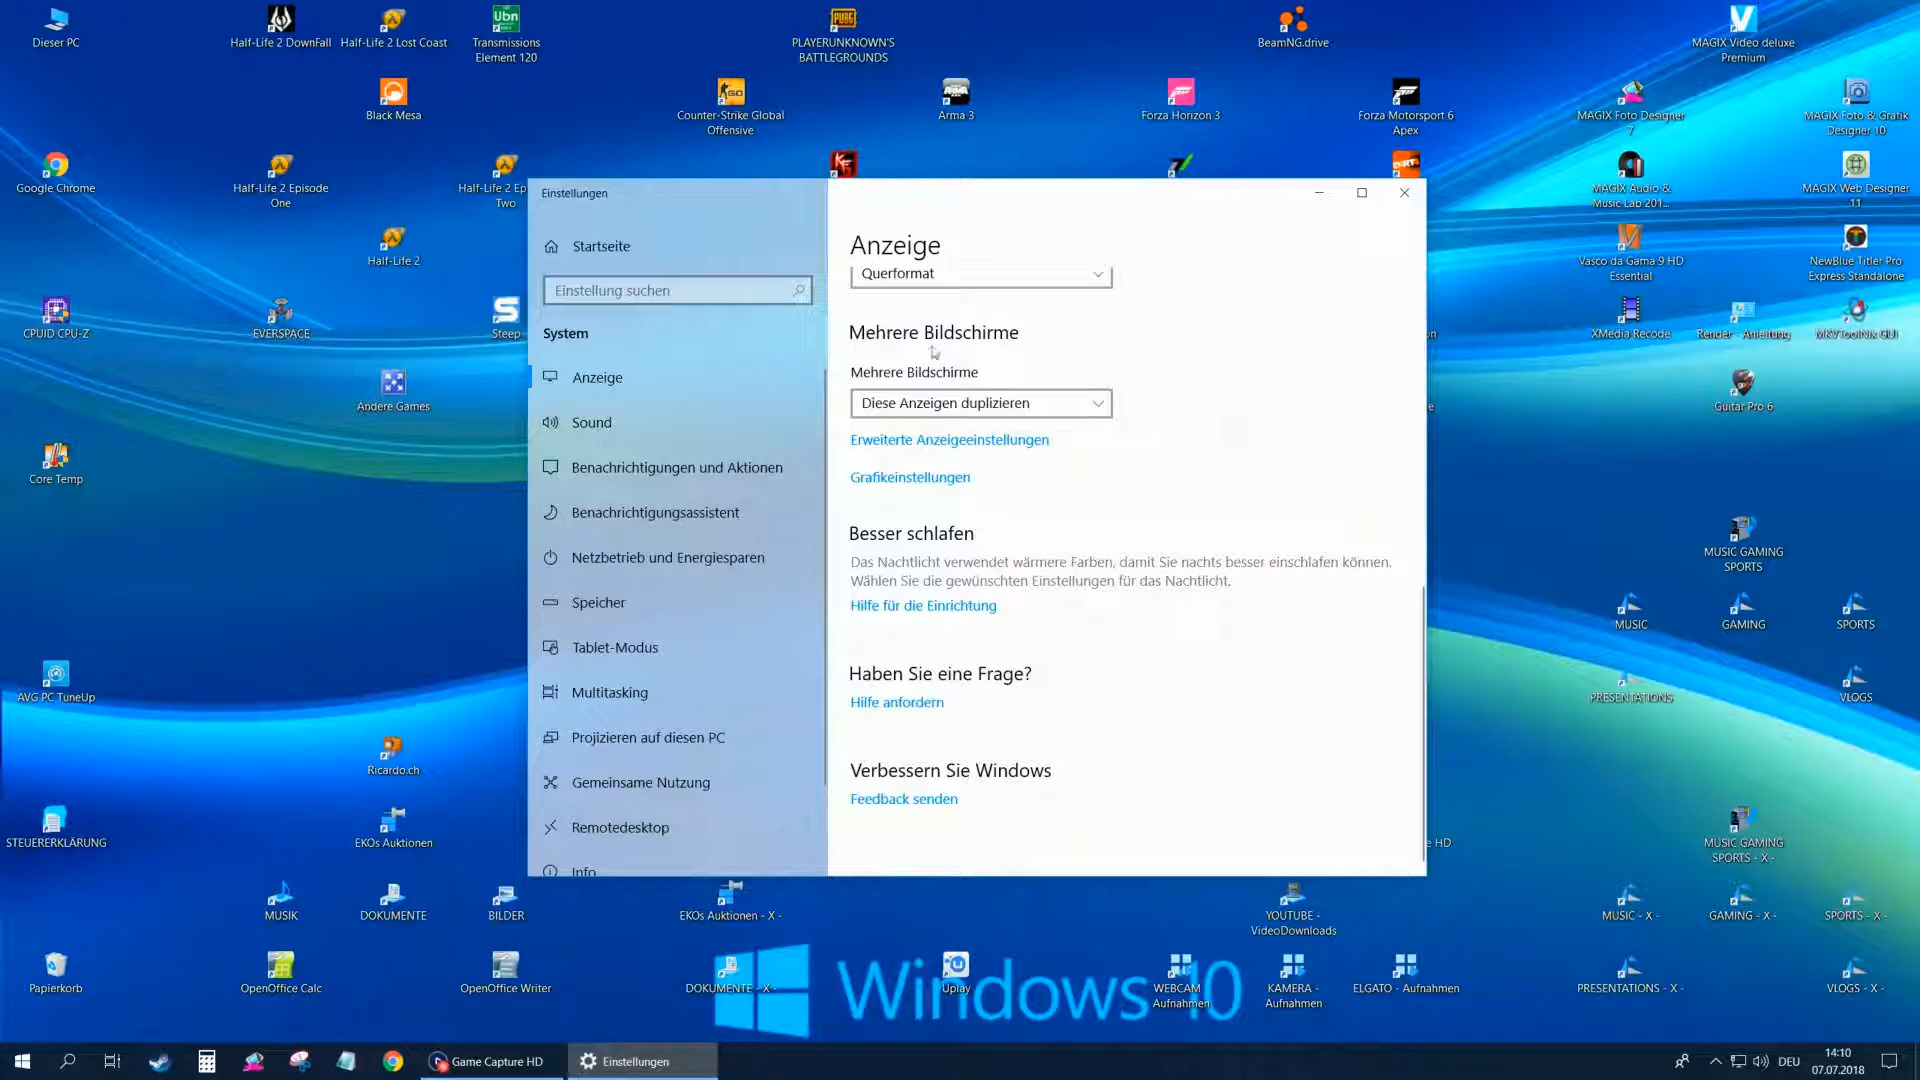 Dieser PC
Half-Life 2 DownFall
Half-Life 2 Lost Coast
Transmissions
Element 120
PLAYERUNKNOWN'S
BATTLEGROUNDS
BeamNG.drive
MAGIX Video deluxe
Premium
Black Mesa
Counter-Strike Global
Offensive
Arma 3
Forza Horizon 3
Forza Motorsport 6
Apex
MAGIX Foto Designer
7
MAGIX Foto & Grafik
Designer 10
Google Chrome
Half-Life 2 Episode
One
Half-Life 2 Ep
Two
MAGIX Audio &
Music Lab 201...
MAGIX Web Designer
11
Half-Life 2
Vasco da Gama 9 HD
Essential
NewBlue Titler Pro
Express Standalone
CPUID CPU-Z
EVERSPACE
Steep
on
XMedia Recode
Render - Anleitung
MKVToolNix GUI
Andere Games
e
Guitar Pro 6
Core Temp
MUSIC GAMING
SPORTS
MUSIC
GAMING
SPORTS
AVG PC TuneUp
PRESENTATIONS
VLOGS
Ricardo.ch
STEUERERKLÄRUNG
EKOs Auktionen
e HD
MUSIC GAMING
SPORTS - X -
MUSIK
DOKUMENTE
BILDER
EKOs Auktionen - X -
YOUTUBE -
VideoDownloads
MUSIC - X -
GAMING - X -
SPORTS - X -
Papierkorb
OpenOffice Calc
OpenOffice Writer
DOKUMENTE - X -
Uplay
WEBCAM
Aufnahmen
KAMERA -
Aufnahmen
ELGATO - Aufnahmen
PRESENTATIONS - X -
VLOGS - X -
Windows 10
Einstellungen
Startseite
Einstellung suchen
System
Anzeige
Sound
Benachrichtigungen und Aktionen
Benachrichtigungsassistent
Netzbetrieb und Energiesparen
Speicher
Tablet-Modus
Multitasking
Projizieren auf diesen PC
Gemeinsame Nutzung
Remotedesktop
Info
Anzeige
Querformat
Mehrere Bildschirme
Mehrere Bildschirme
Diese Anzeigen duplizieren
Erweiterte Anzeigeeinstellungen
Grafikeinstellungen
Besser schlafen
Das Nachtlicht verwendet wärmere Farben, damit Sie nachts besser einschlafen können.
Wählen Sie die gewünschten Einstellungen für das Nachtlicht.
Hilfe für die Einrichtung
Haben Sie eine Frage?
Hilfe anfordern
Verbessern Sie Windows
Feedback senden
Game Capture HD
Einstellungen
DEU
14:10
07.07.2018